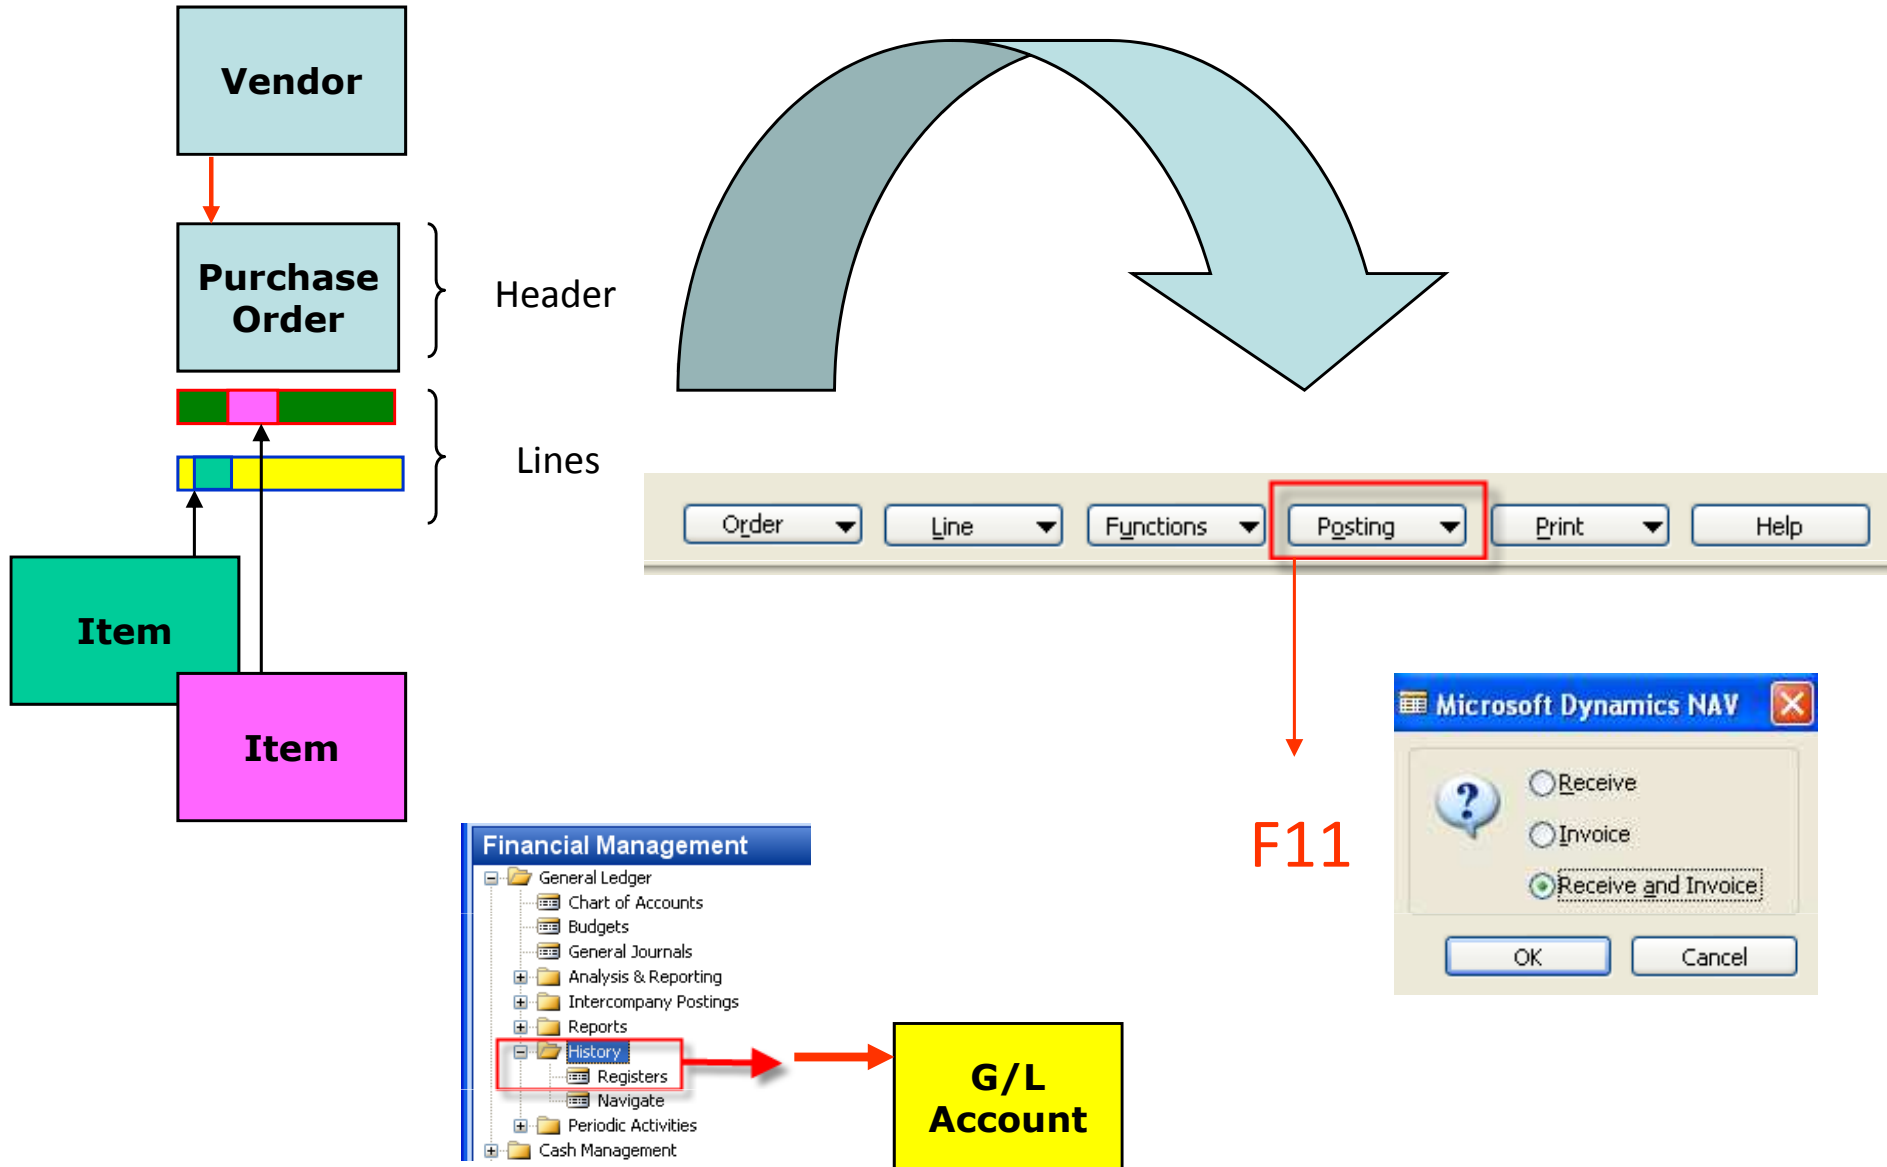 Vendor
Purchase
Order
Header
Lines
Item
Item
Order
Line
Functions
Posting
Print
Help
F11
Microsoft Dynamics NAV
Receive
Invoice
Receive and Invoice
OK
Cancel
Financial Management
General Ledger
Chart of Accounts
Budgets
General Journals
Analysis & Reporting
Intercompany Postings
Reports
History
Registers
Navigate
Periodic Activities
Cash Management
G/L
Account